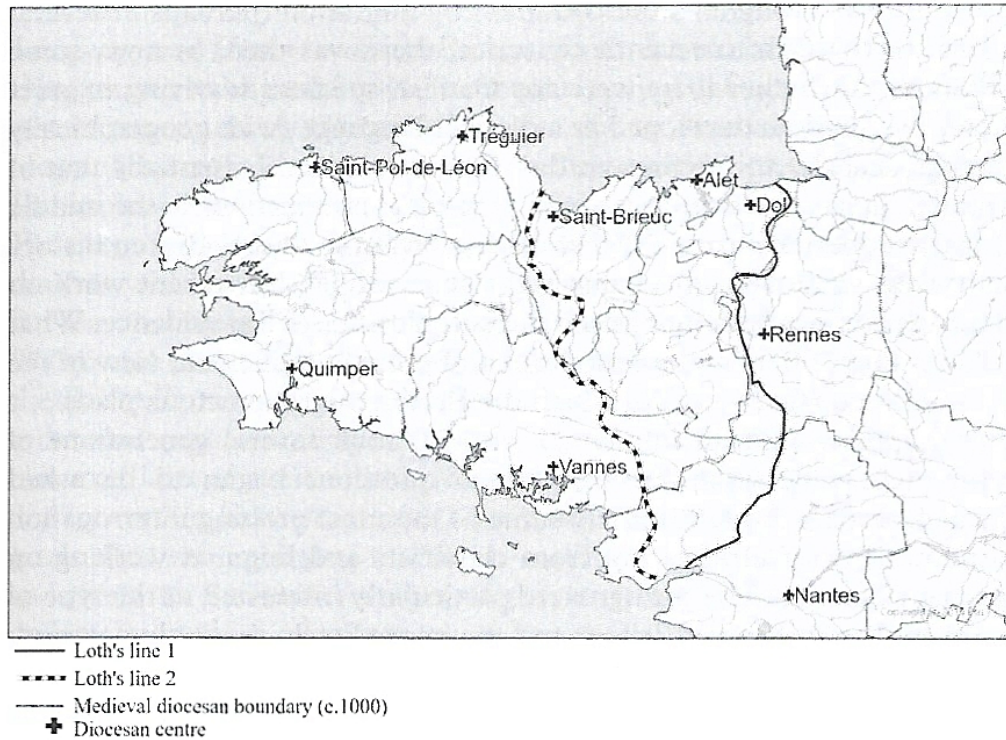 Tréguier
Saint-Pol-de-Léon
Alet
Dol
Saint-Brieuc
Rennes
Quimper
Vannes
Nantes
Loth's line 1
Loth's line 2
Medieval diocesan boundary (c.1000)
Diocesan centre